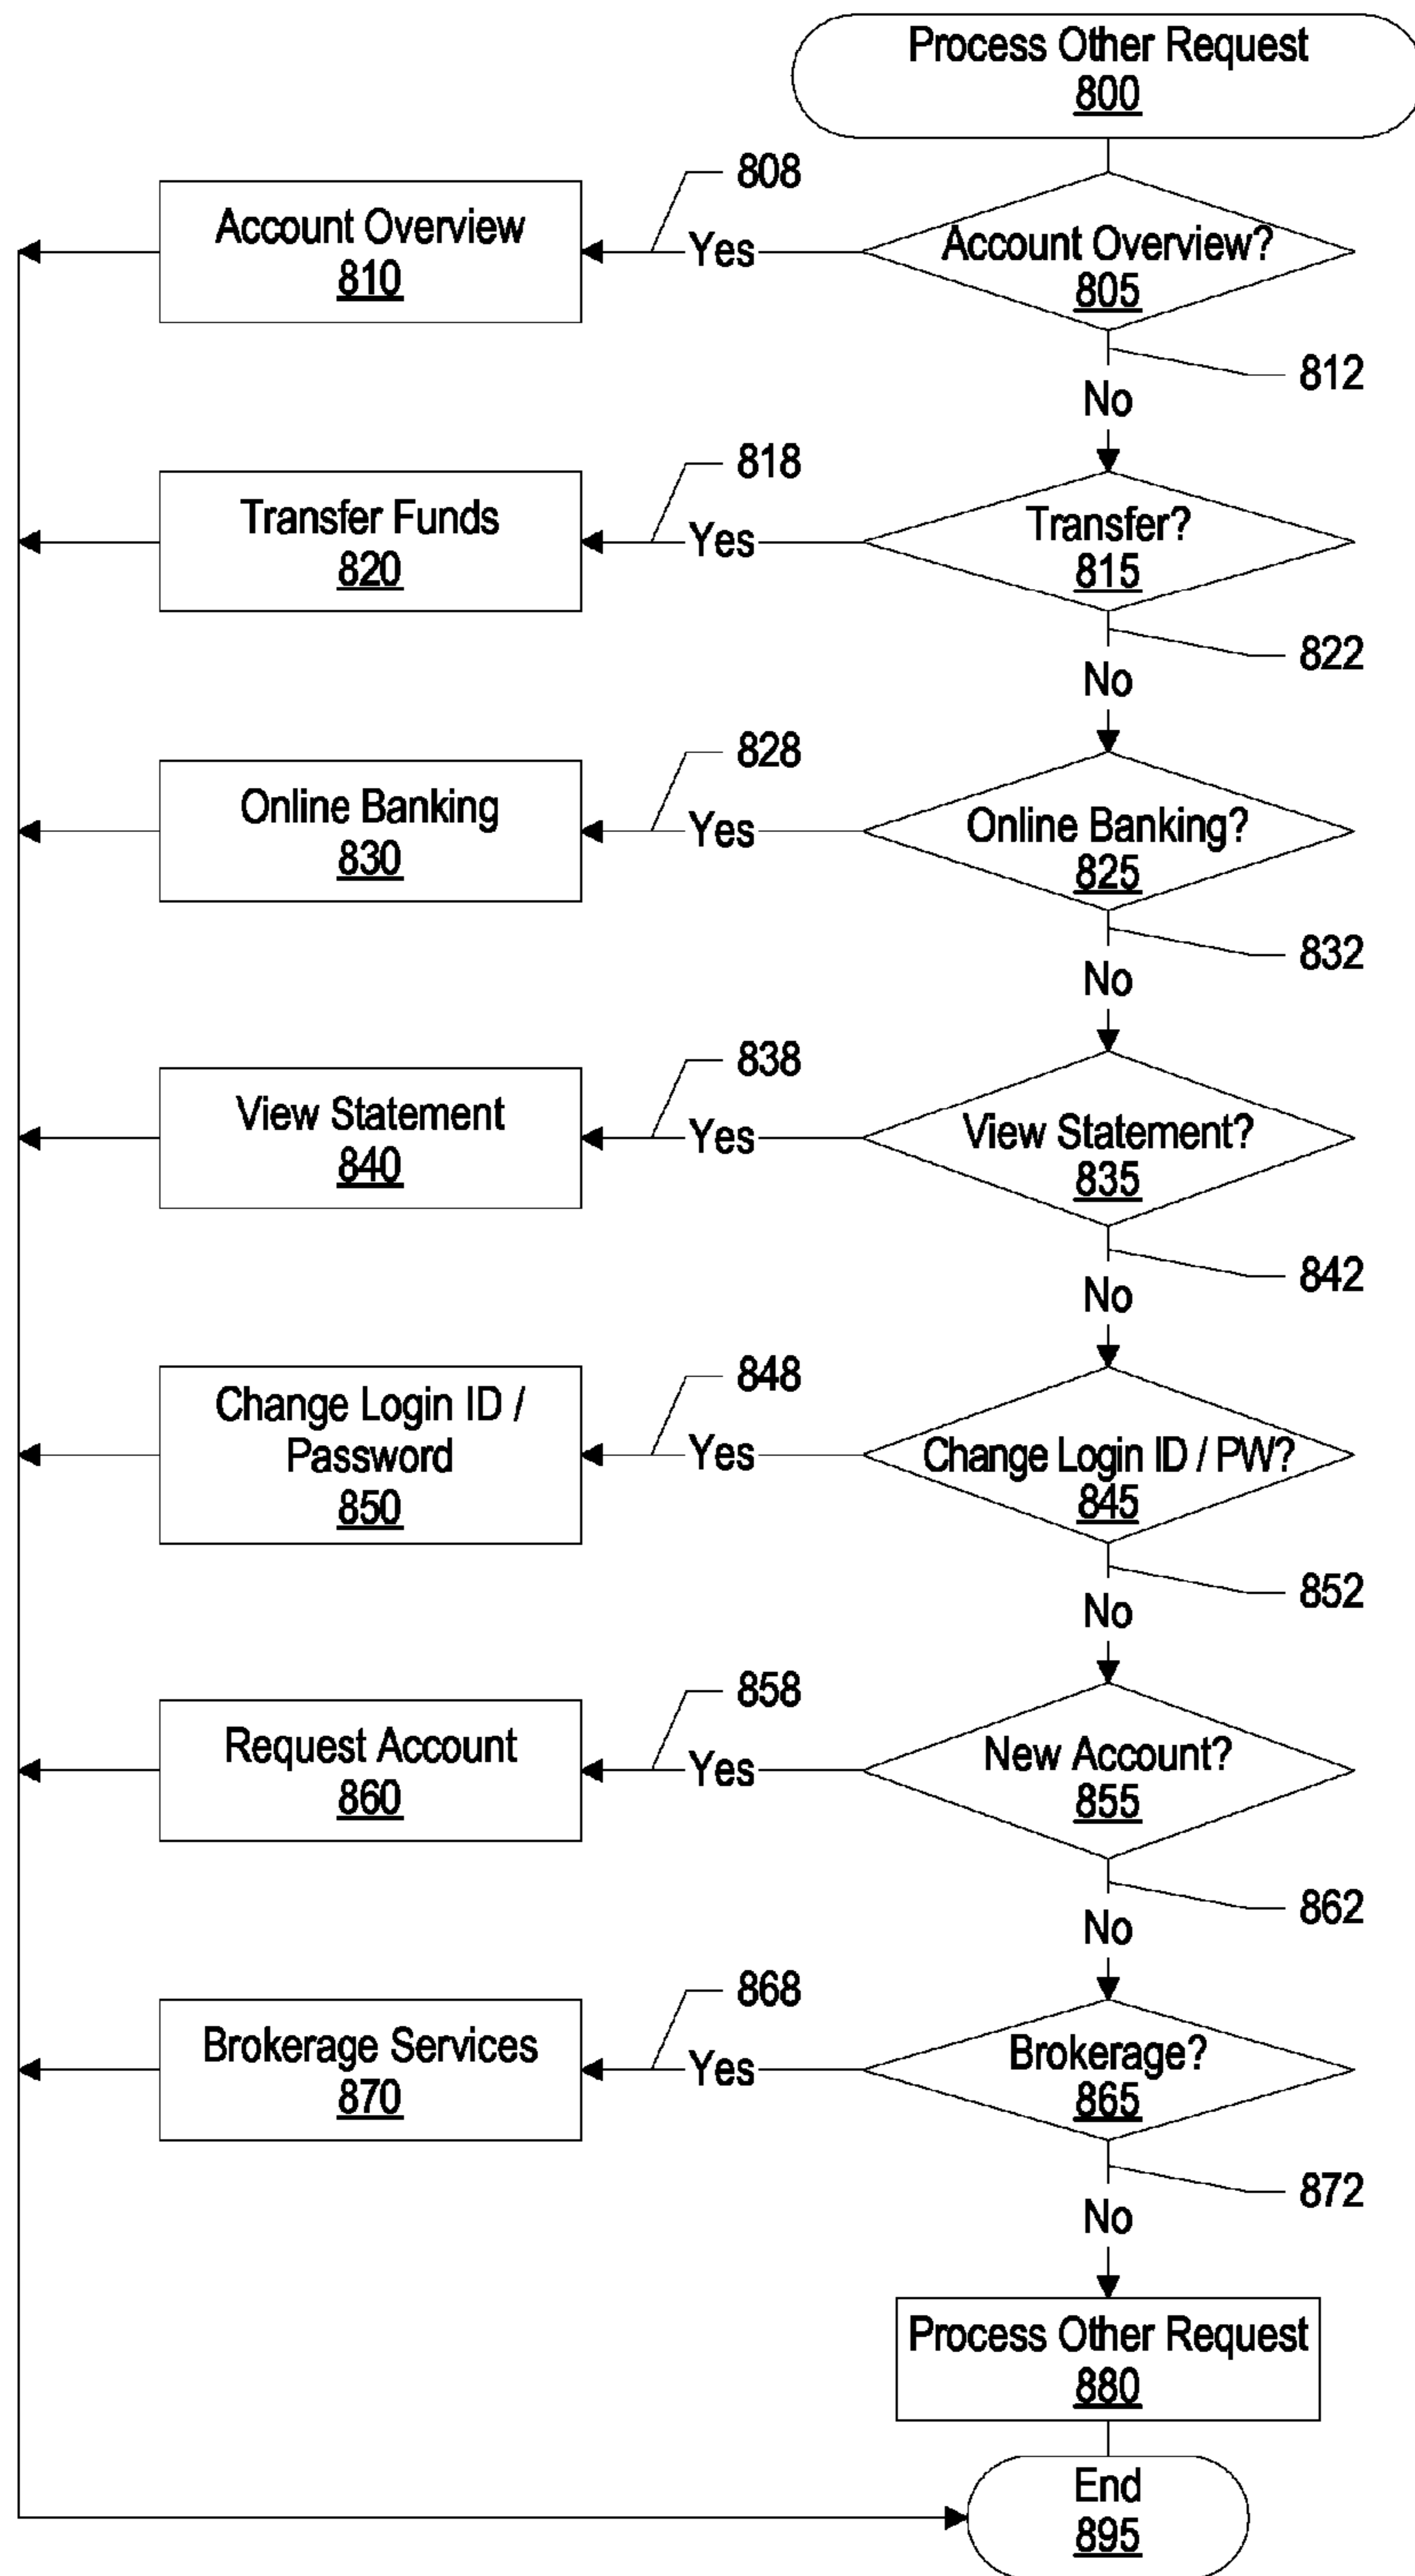 Process Other Request
800
808
Account Overview
810
Yes
Account Overview?
805
812
No
818
Transfer Funds
820
Yes
Transfer?
815
822
No
828
Online Banking
830
Yes
Online Banking?
825
832
No
838
View Statement
840
Yes
View Statement?
835
842
No
848
Change Login ID /
Password
850
Yes
Change Login ID / PW?
845
852
No
858
Request Account
860
Yes
New Account?
855
862
No
868
Brokerage Services
870
Yes
Brokerage?
865
872
No
Process Other Request
880
End
895